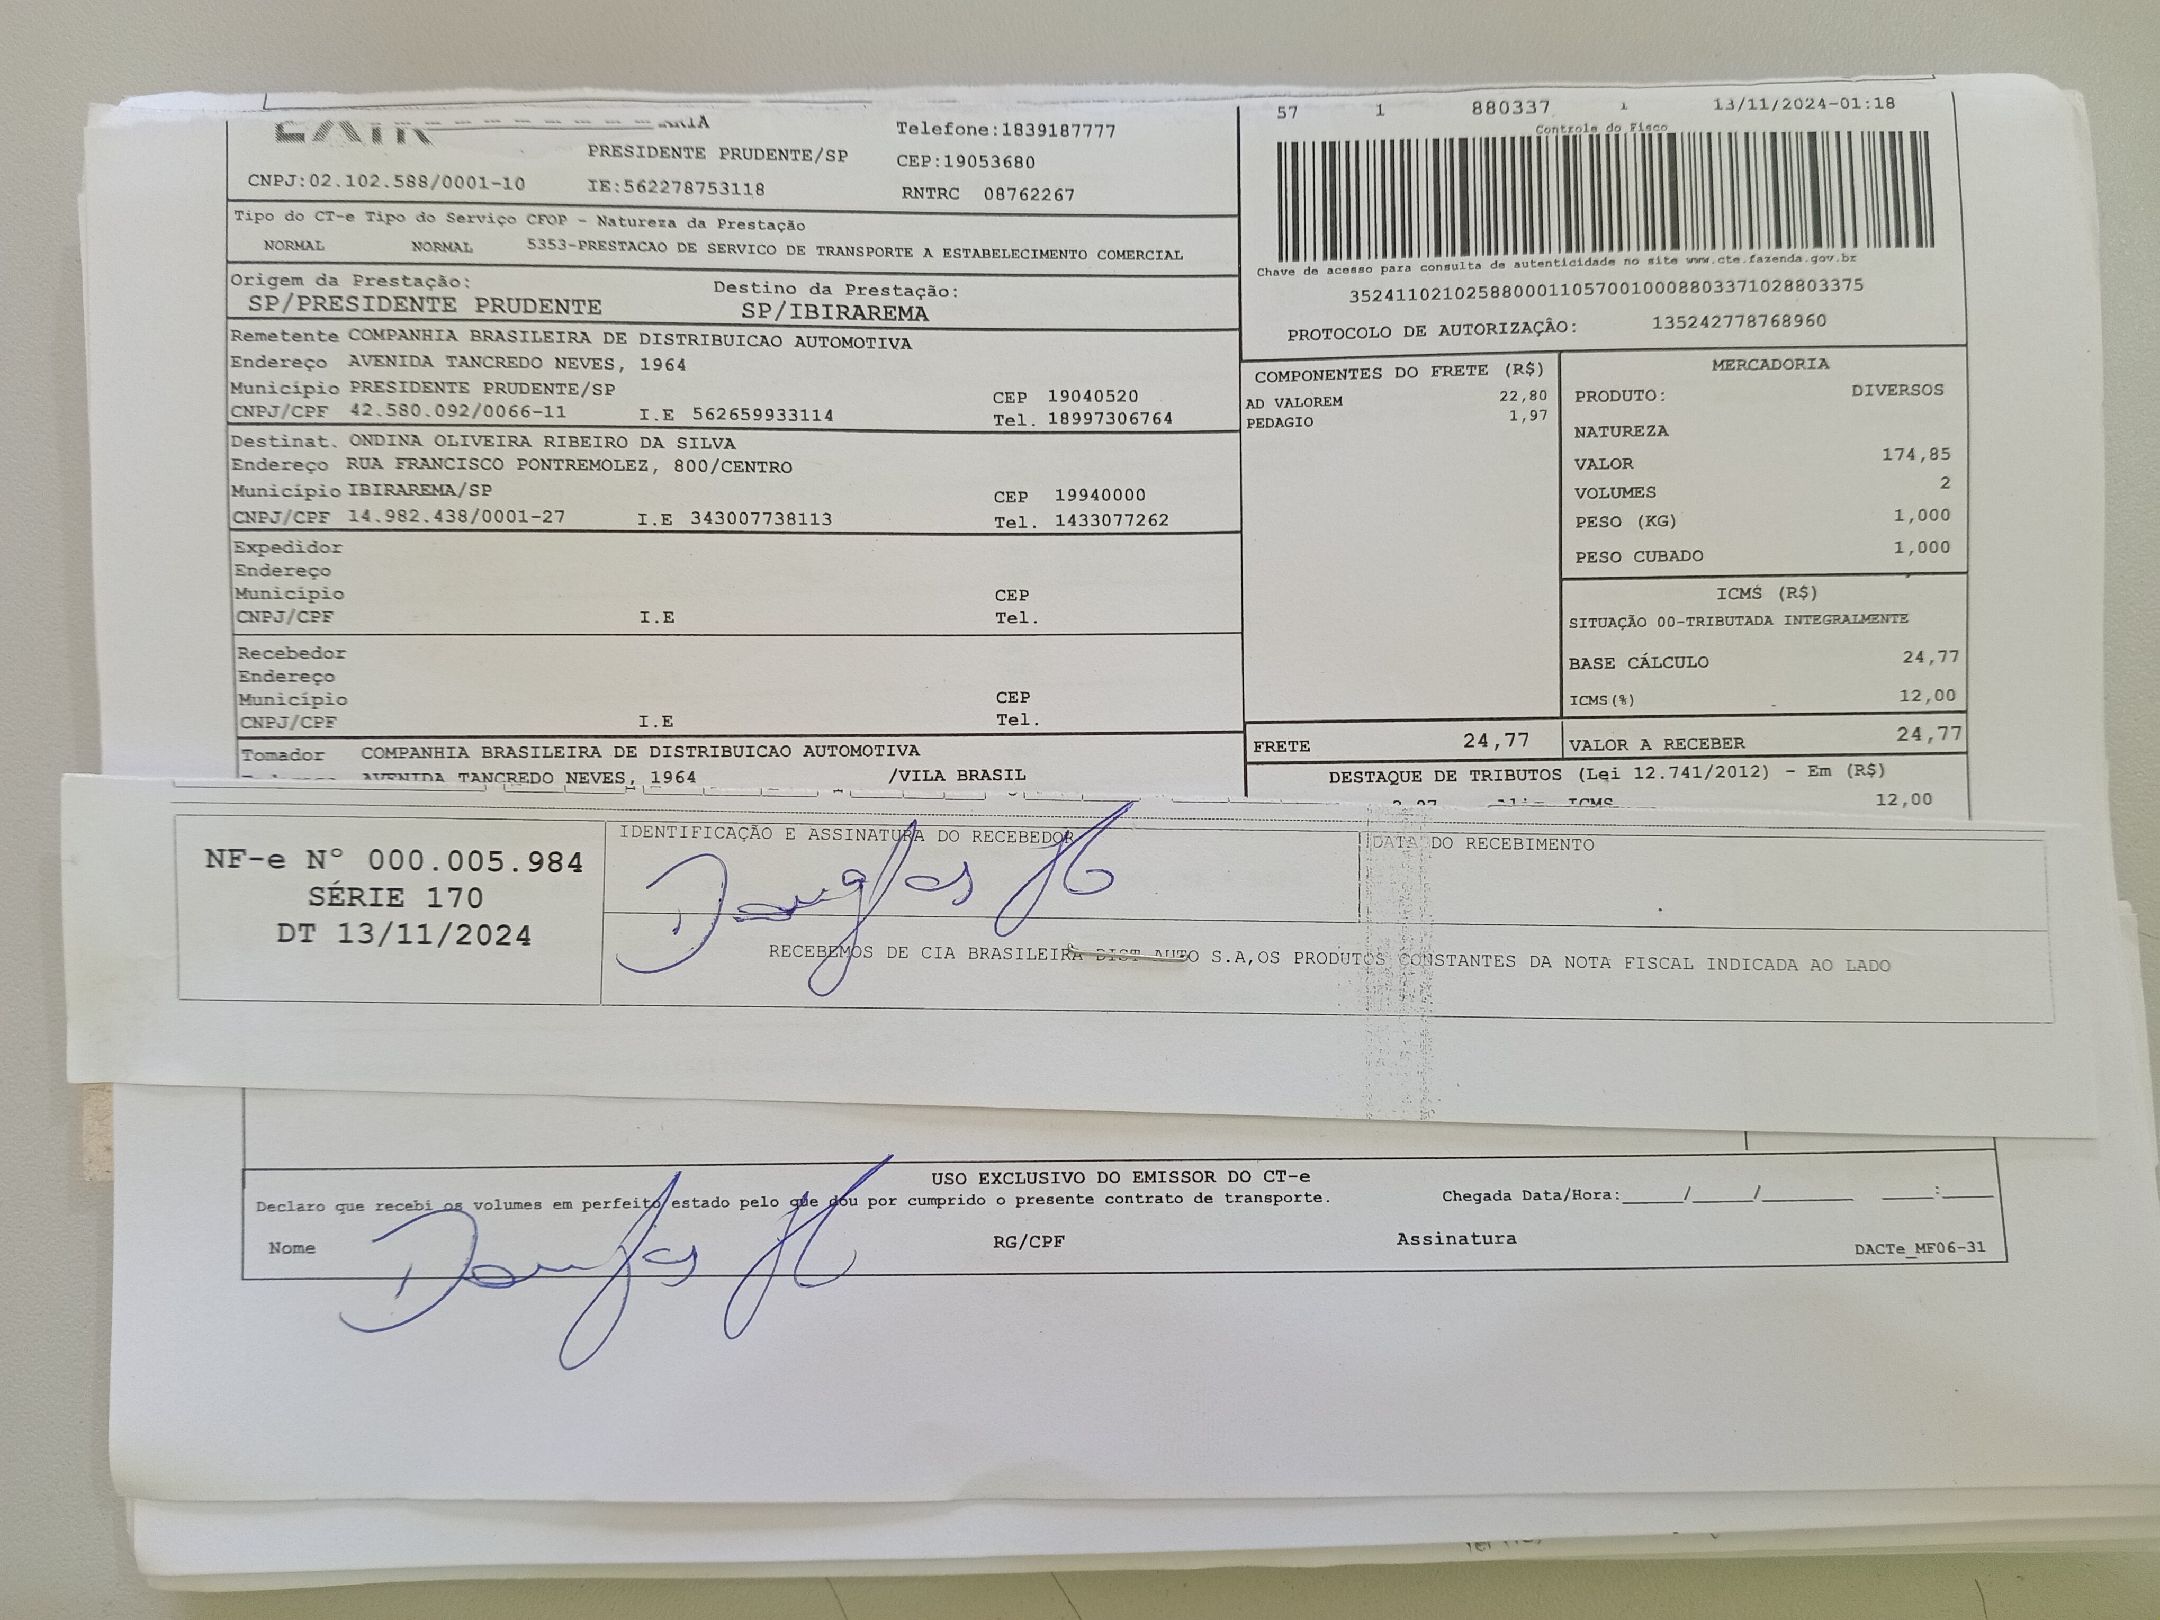 57 1 880337 1 13/11/2024-01:18
Telefone:1839187777
PRESIDENTE PRUDENTE/SP
CEP:19053680
CNPJ:02.102.588/0001-10 IE:562278753118 RNTRC 08762267
Controle do Fisco
Chave de acesso para consulta de autenticidade no site www.cte.fazenda.gov.br
35241102102588000110570010008803371028803375
PROTOCOLO DE AUTORIZAÇÃO: 135242778768960
Tipo do CT-e Tipo do Serviço CFOP - Natureza da Prestação
NORMAL NORMAL 5353-PRESTACAO DE SERVICO DE TRANSPORTE A ESTABELECIMENTO COMERCIAL
Origem da Prestação: Destino da Prestação:
SP/PRESIDENTE PRUDENTE SP/IBIRAREMA
Remetente COMPANHIA BRASILEIRA DE DISTRIBUICAO AUTOMOTIVA
Endereço AVENIDA TANCREDO NEVES, 1964
Município PRESIDENTE PRUDENTE/SP CEP 19040520
CNPJ/CPF 42.580.092/0066-11 I.E 562659933114 Tel. 18997306764
Destinat. ONDINA OLIVEIRA RIBEIRO DA SILVA
Endereço RUA FRANCISCO PONTREMOLEZ, 800/CENTRO
Município IBIRAREMA/SP CEP 19940000
CNPJ/CPF 14.982.438/0001-27 I.E 343007738113 Tel. 1433077262
Expedidor
Endereço
Município CEP
CNPJ/CPF I.E Tel.
Recebedor
Endereço
Município CEP
CNPJ/CPF I.E Tel.
Tomador COMPANHIA BRASILEIRA DE DISTRIBUICAO AUTOMOTIVA
AVENIDA TANCREDO NEVES, 1964 /VILA BRASIL
COMPONENTES DO FRETE (R$)
AD VALOREM 22,80
PEDAGIO 1,97
MERCADORIA
PRODUTO: DIVERSOS
NATUREZA
VALOR 174,85
VOLUMES 2
PESO (KG) 1,000
PESO CUBADO 1,000
ICMS (R$)
SITUAÇÃO 00-TRIBUTADA INTEGRALMENTE
BASE CÁLCULO 24,77
ICMS(%) 12,00
FRETE 24,77 VALOR A RECEBER 24,77
DESTAQUE DE TRIBUTOS (Lei 12.741/2012) - Em (R$)
ICMS 12,00
NF-e Nº 000.005.984
SÉRIE 170
DT 13/11/2024
IDENTIFICAÇÃO E ASSINATURA DO RECEBEDOR
DATA DO RECEBIMENTO
Douglas
RECEBEMOS DE CIA BRASILEIRA DIST AUTO S.A,OS PRODUTOS CONSTANTES DA NOTA FISCAL INDICADA AO LADO
USO EXCLUSIVO DO EMISSOR DO CT-e
Declaro que recebi os volumes em perfeito estado pelo que dou por cumprido o presente contrato de transporte. Chegada Data/Hora:_____/_____/________ ____:____
Nome Douglas RG/CPF Assinatura
DACTe_MF06-31